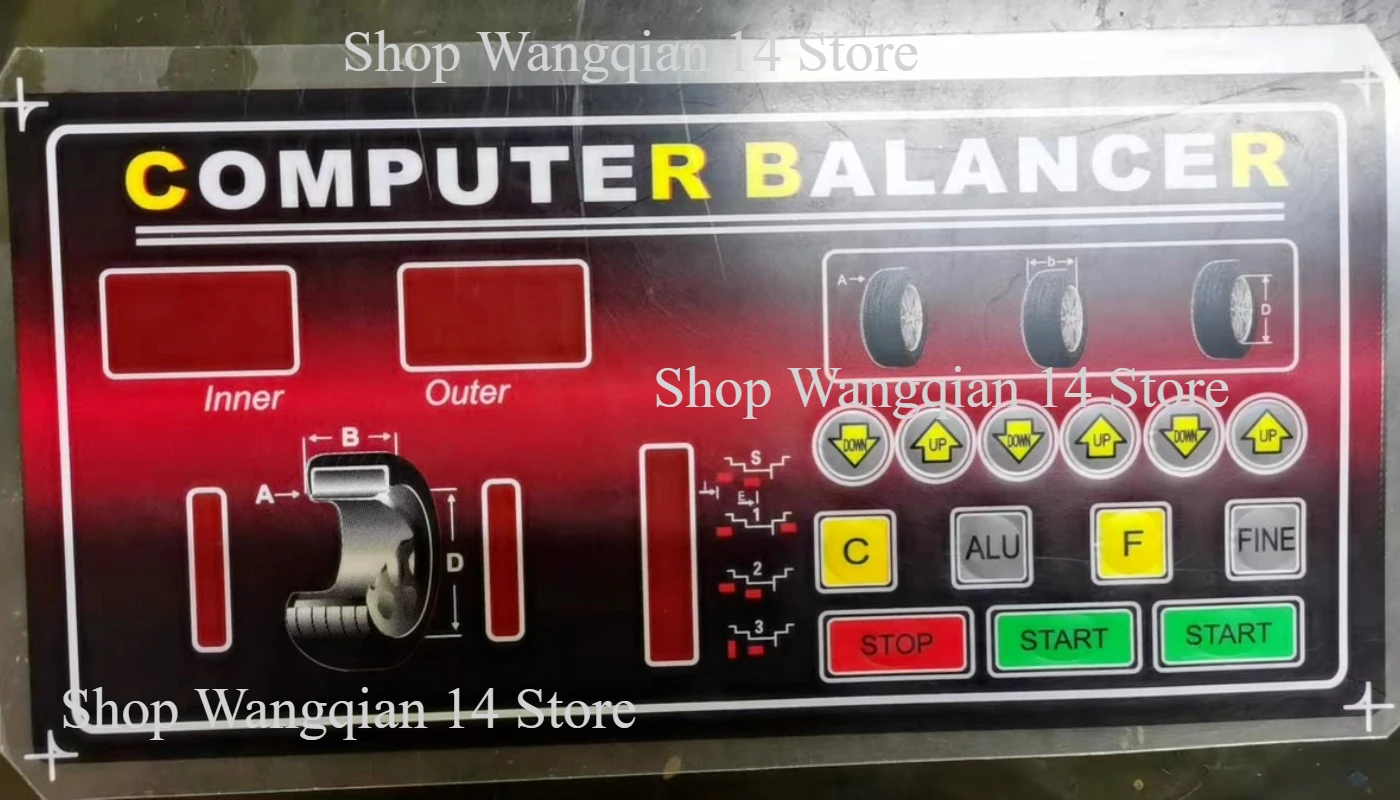 Shop Wangqian 14 Store
COMPUTER BALANCER
A b D
Inner Outer
Shop Wangqian 14 Store
DOWN UP DOWN UP DOWN UP
B
A
D
S
E
1
2
3
C ALU F FINE
STOP START START
Shop Wangqian 14 Store